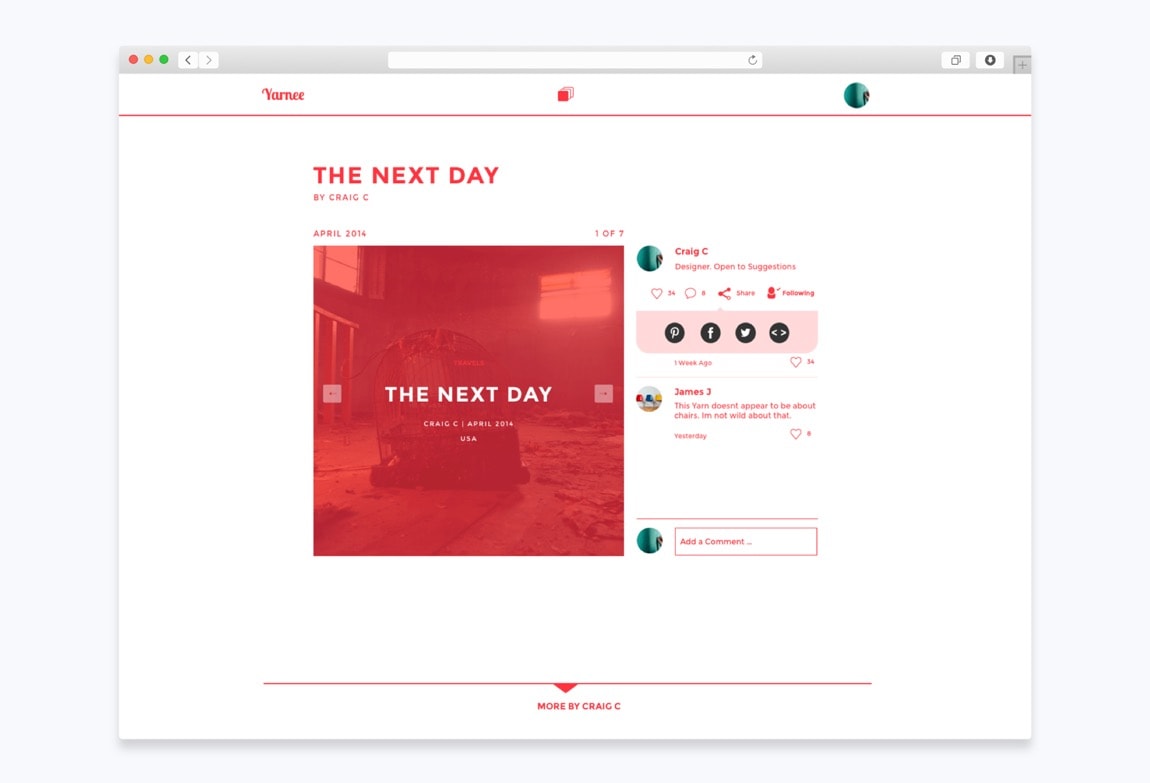 Yarnee
THE NEXT DAY
BY CRAIG C
APRIL 2014
1 OF 7
TRAVELS
THE NEXT DAY
CRAIG C | APRIL 2014
USA
Craig C
Designer. Open to Suggestions
34
8
Share
Following
1 Week Ago
34
James J
This Yarn doesnt appear to be about
chairs. Im not wild about that.
Yesterday
8
Add a Comment ...
MORE BY CRAIG C